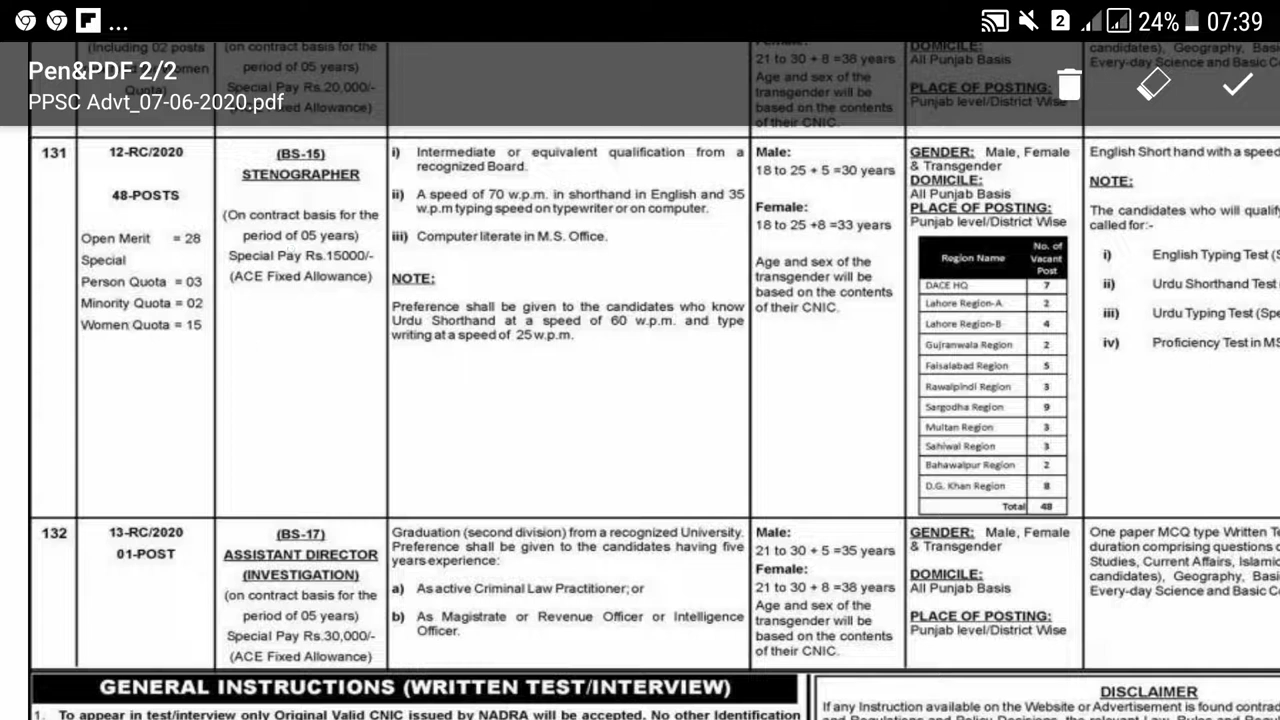 ... 2 24% 07:39
Pen&PDF 2/2
PPSC Advt_07-06-2020.pdf
(Including 02 posts
(on contract basis for the
period of 05 years)
Special Pay Rs.20,000/-
(ACE Fixed Allowance)
21 to 30 + 8 =38 years
Age and sex of the
transgender will be
based on the contents
of their CNIC.
DOMICILE:
All Punjab Basis
PLACE OF POSTING:
Punjab level/District Wise
candidates), Geography,
Every-day Science and Basic
131
12-RC/2020
48-POSTS
Open Merit = 28
Special
Person Quota = 03
Minority Quota = 02
Women Quota = 15
(BS-15)
STENOGRAPHER
(On contract basis for the
period of 05 years)
Special Pay Rs.15000/-
(ACE Fixed Allowance)
i) Intermediate or equivalent qualification from a
recognized Board.
ii) A speed of 70 w.p.m. in shorthand in English and 35
w.p.m typing speed on typewriter or on computer.
iii) Computer literate in M.S. Office.
NOTE:
Preference shall be given to the candidates who know
Urdu Shorthand at a speed of 60 w.p.m. and type
writing at a speed of 25 w.p.m.
Male:
18 to 25 + 5 =30 years
Female:
18 to 25 +8 =33 years
Age and sex of the
transgender will be
based on the contents
of their CNIC.
GENDER: Male, Female
& Transgender
DOMICILE:
All Punjab Basis
PLACE OF POSTING:
Punjab level/District Wise
Region Name No. of
Vacant
Post
DACE HQ 7
Lahore Region-A 2
Lahore Region-B 4
Gujranwala Region 2
Faisalabad Region 5
Rawalpindi Region 3
Sargodha Region 9
Multan Region 3
Sahiwal Region 3
Bahawalpur Region 2
D.G. Khan Region 8
Total 48
English Short hand with a speed
NOTE:
The candidates who will qualify
called for:-
i) English Typing Test
ii) Urdu Shorthand Test
iii) Urdu Typing Test
iv) Proficiency Test in
132
13-RC/2020
01-POST
(BS-17)
ASSISTANT DIRECTOR
(INVESTIGATION)
(on contract basis for the
period of 05 years)
Special Pay Rs.30,000/-
(ACE Fixed Allowance)
Graduation (second division) from a recognized University.
Preference shall be given to the candidates having five
years experience:
a) As active Criminal Law Practitioner; or
b) As Magistrate or Revenue Officer or Intelligence
Officer.
Male:
21 to 30 + 5 =35 years
Female:
21 to 30 + 8 =38 years
Age and sex of the
transgender will be
based on the contents
of their CNIC.
GENDER: Male, Female
& Transgender
DOMICILE:
All Punjab Basis
PLACE OF POSTING:
Punjab level/District Wise
One paper MCQ type Written
duration comprising questions
Studies, Current Affairs,
candidates), Geography,
Every-day Science and Basic
GENERAL INSTRUCTIONS (WRITTEN TEST/INTERVIEW)
1. To appear in test/interview only Original Valid CNIC issued by NADRA will be accepted. No other Identification
DISCLAIMER
If any Instruction available on the Website or Advertisement is found
and Regulations and Policy Decisions, the relevant Law, Rules and